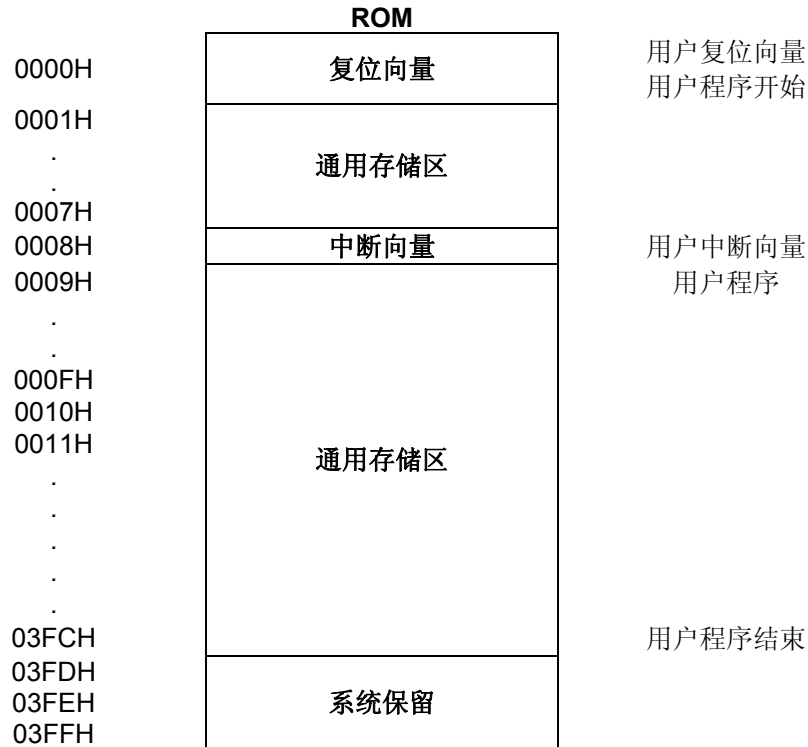 ROM
用户复位向量
0000H 复位向量
用户程序开始
0001H
.
通用存储区
.
0007H
0008H 中断向量 用户中断向量
0009H 用户程序
.
.
000FH
0010H
0011H
通用存储区
.
.
.
.
.
03FCH 用户程序结束
03FDH
03FEH 系统保留
03FFH